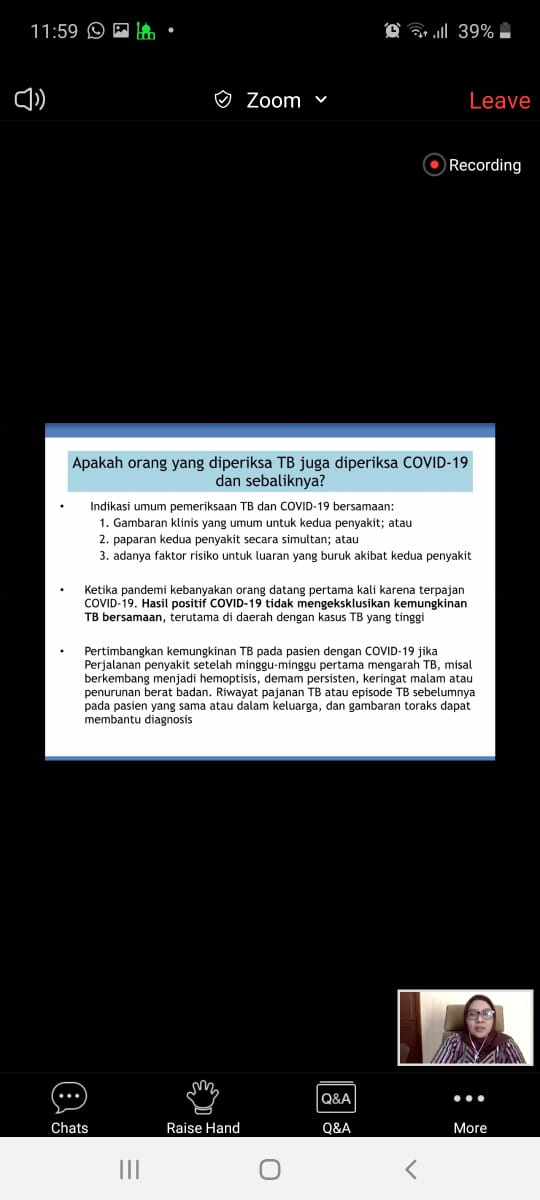 11:59
39%
Zoom
Leave
Recording
Apakah orang yang diperiksa TB juga diperiksa COVID-19
dan sebaliknya?
• Indikasi umum pemeriksaan TB dan COVID-19 bersamaan:
1. Gambaran klinis yang umum untuk kedua penyakit; atau
2. paparan kedua penyakit secara simultan; atau
3. adanya faktor risiko untuk luaran yang buruk akibat kedua penyakit
• Ketika pandemi kebanyakan orang datang pertama kali karena terpajan
COVID-19. Hasil positif COVID-19 tidak mengeksklusikan kemungkinan
TB bersamaan, terutama di daerah dengan kasus TB yang tinggi
• Pertimbangkan kemungkinan TB pada pasien dengan COVID-19 jika
Perjalanan penyakit setelah minggu-minggu pertama mengarah TB, misal
berkembang menjadi hemoptisis, demam persisten, keringat malam atau
penurunan berat badan. Riwayat pajanan TB atau episode TB sebelumnya
pada pasien yang sama atau dalam keluarga, dan gambaran toraks dapat
membantu diagnosis
Q&A
Chats
Raise Hand
Q&A
More